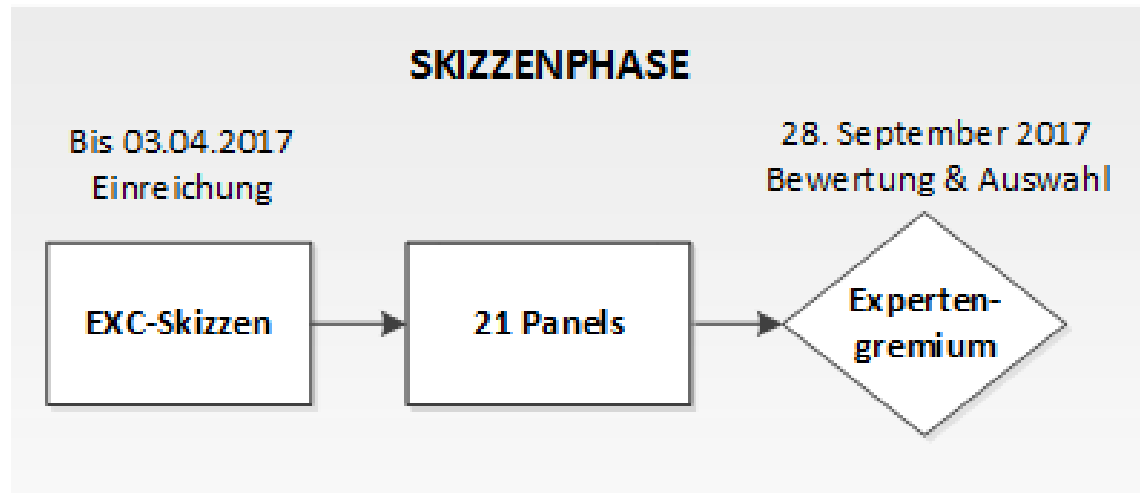 SKIZZENPHASE
Bis 03.04.2017
Einreichung
28. September 2017
Bewertung & Auswahl
EXC-Skizzen
21 Panels
Experten-
gremium